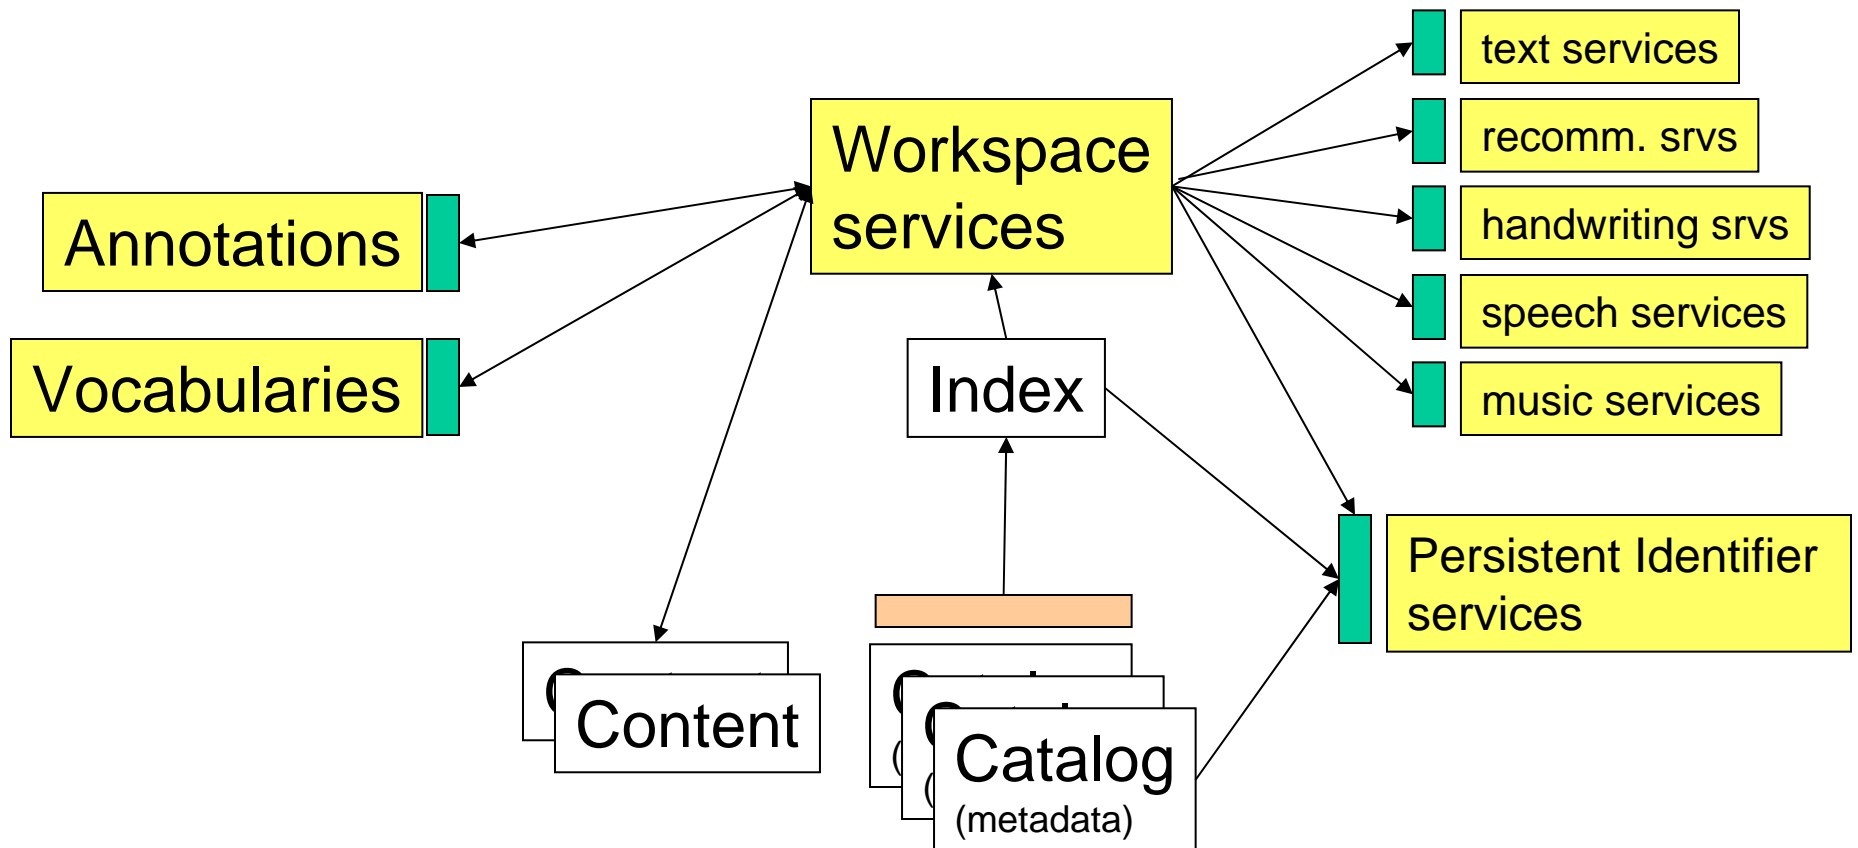 text services
recomm. srvs
Workspace
services
handwriting srvs
Annotations
speech services
Vocabularies
Index
music services
Persistent Identifier
services
Content
Catalog
(metadata)